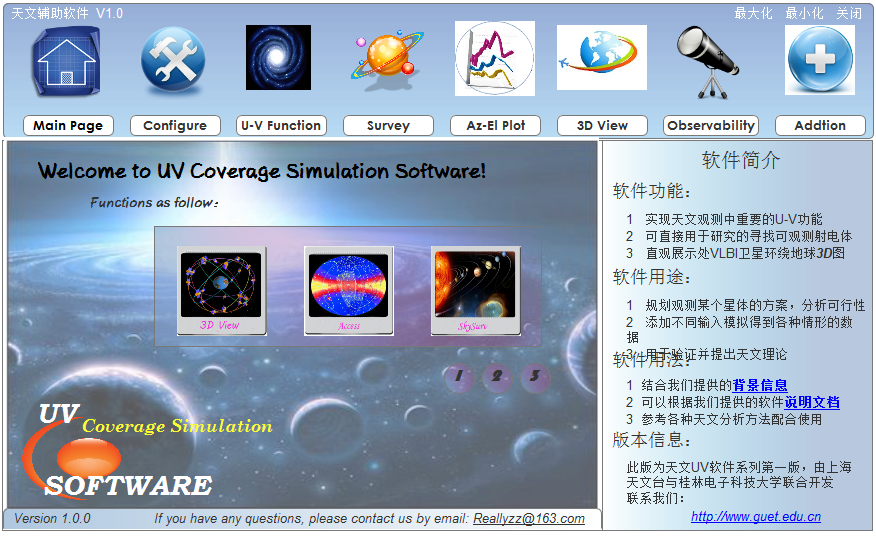 天文辅助软件 V1.0
最大化 最小化 关闭
Main Page Configure U-V Function Survey Az-El Plot 3D View Observability Addtion
Welcome to UV Coverage Simulation Software!
Functions as follow:
3D View Access SkySurv
1 2 3
UV
Coverage Simulation
SOFTWARE
软件简介
软件功能:
1 实现天文观测中重要的U-V功能
2 可直接用于研究的寻找可观测射电体
3 直观展示处VLBI卫星环绕地球3D图
软件用途:
1 规划观测某个星体的方案，分析可行性
2 添加不同输入模拟得到各种情形的数
据
3 用于验证并提出天文理论
软件用法:
1 结合我们提供的背景信息
2 可以根据我们提供的软件说明文档
3 参考各种天文分析方法配合使用
版本信息:
此版为天文UV软件系列第一版，由上海
天文台与桂林电子科技大学联合开发
联系我们:
http://www.guet.edu.cn
Version 1.0.0 If you have any questions, please contact us by email: Reallyzz@163.com